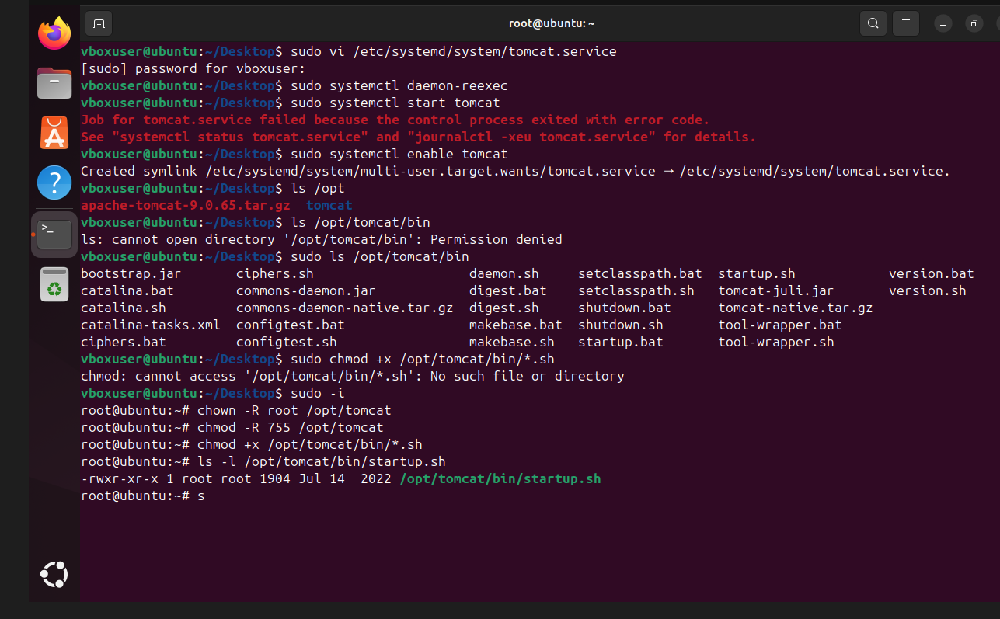 root@ubuntu: ~
vboxuser@ubuntu:~/Desktop$ sudo vi /etc/systemd/system/tomcat.service
[sudo] password for vboxuser:
vboxuser@ubuntu:~/Desktop$ sudo systemctl daemon-reexec
vboxuser@ubuntu:~/Desktop$ sudo systemctl start tomcat
Job for tomcat.service failed because the control process exited with error code.
See "systemctl status tomcat.service" and "journalctl -xeu tomcat.service" for details.
vboxuser@ubuntu:~/Desktop$ sudo systemctl enable tomcat
Created symlink /etc/systemd/system/multi-user.target.wants/tomcat.service → /etc/systemd/system/tomcat.service.
vboxuser@ubuntu:~/Desktop$ ls /opt
apache-tomcat-9.0.65.tar.gz  tomcat
vboxuser@ubuntu:~/Desktop$ ls /opt/tomcat/bin
ls: cannot open directory '/opt/tomcat/bin': Permission denied
vboxuser@ubuntu:~/Desktop$ sudo ls /opt/tomcat/bin
bootstrap.jar       ciphers.sh                    daemon.sh     setclasspath.bat  startup.sh            version.bat
catalina.bat        commons-daemon.jar            digest.bat    setclasspath.sh   tomcat-juli.jar       version.sh
catalina.sh         commons-daemon-native.tar.gz  digest.sh     shutdown.bat      tomcat-native.tar.gz
catalina-tasks.xml  configtest.bat                makebase.bat  shutdown.sh       tool-wrapper.bat
ciphers.bat         configtest.sh                 makebase.sh   startup.bat       tool-wrapper.sh
vboxuser@ubuntu:~/Desktop$ sudo chmod +x /opt/tomcat/bin/*.sh
chmod: cannot access '/opt/tomcat/bin/*.sh': No such file or directory
vboxuser@ubuntu:~/Desktop$ sudo -i
root@ubuntu:~# chown -R root /opt/tomcat
root@ubuntu:~# chmod -R 755 /opt/tomcat
root@ubuntu:~# chmod +x /opt/tomcat/bin/*.sh
root@ubuntu:~# ls -l /opt/tomcat/bin/startup.sh
-rwxr-xr-x 1 root root 1904 Jul 14  2022 /opt/tomcat/bin/startup.sh
root@ubuntu:~# s